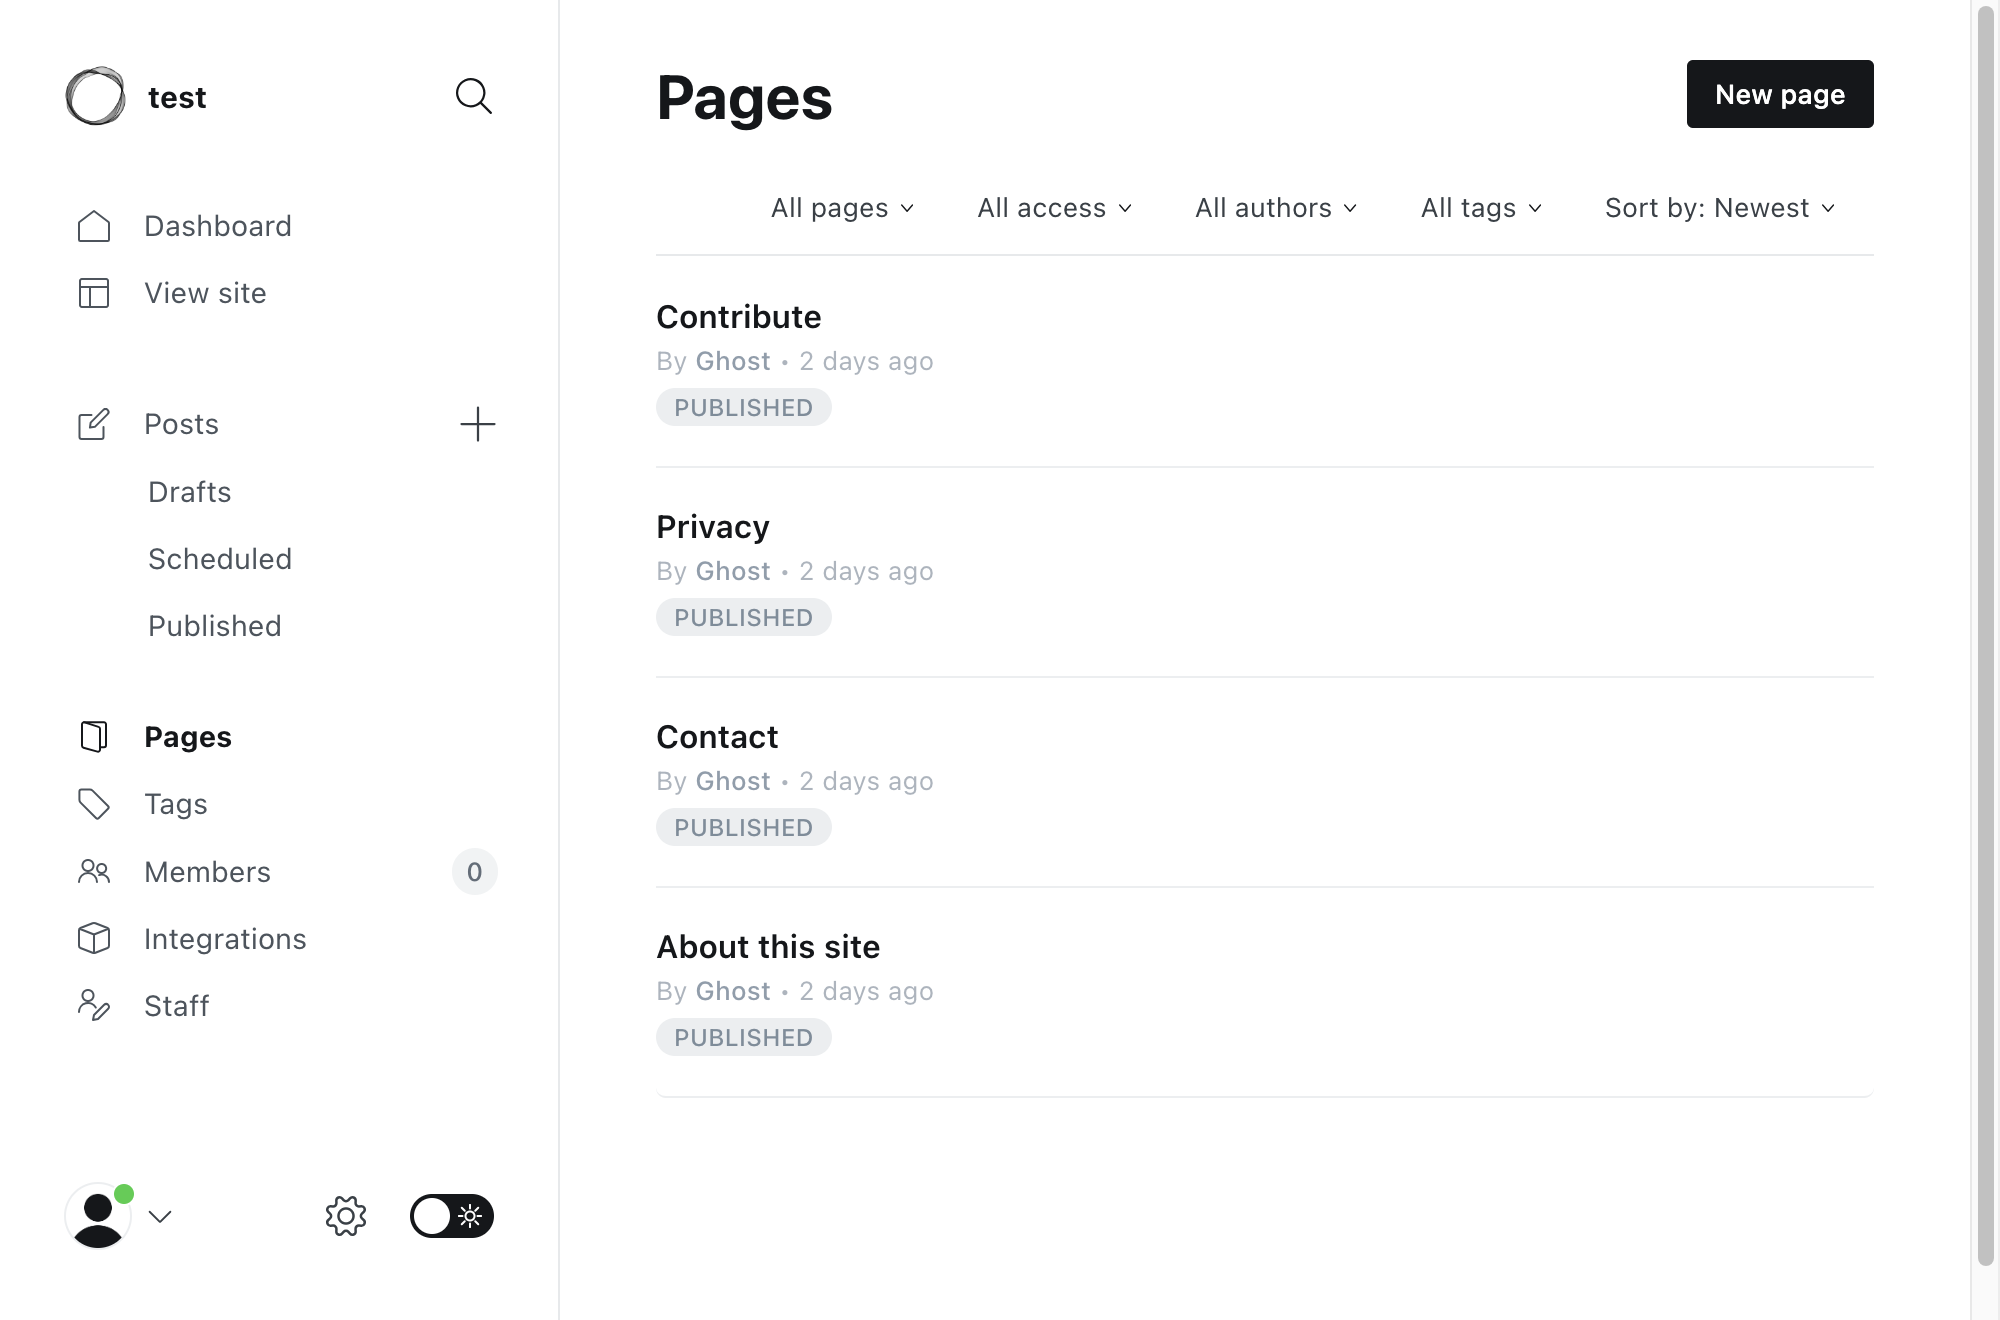 test
Dashboard
View site
Posts
Drafts
Scheduled
Published
Pages
Tags
Members 0
Integrations
Staff
Pages
New page
All pages All access All authors All tags Sort by: Newest
Contribute
By Ghost • 2 days ago
PUBLISHED
Privacy
By Ghost • 2 days ago
PUBLISHED
Contact
By Ghost • 2 days ago
PUBLISHED
About this site
By Ghost • 2 days ago
PUBLISHED